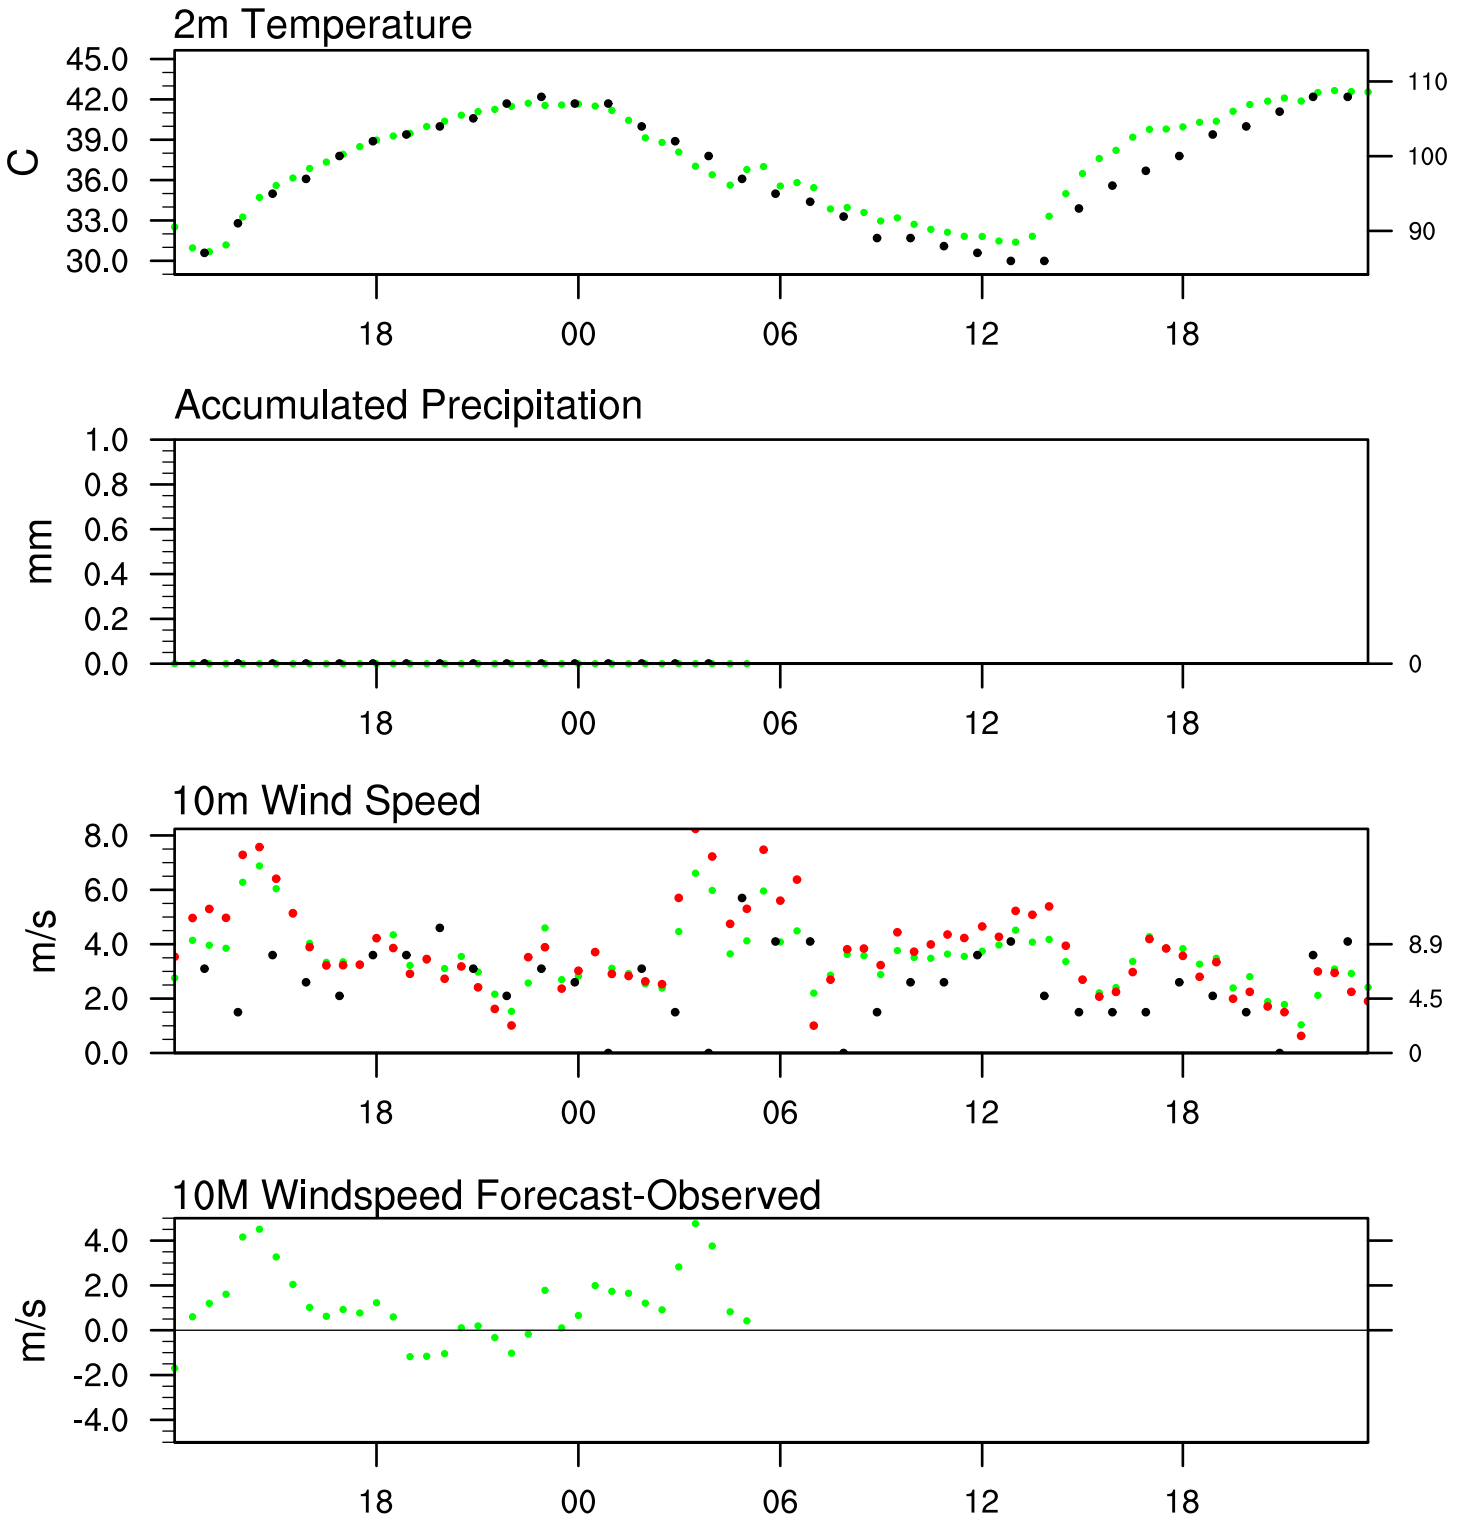 2m Temperature
45.0
42.0
39.0
36.0
33.0
30.0
C
110
100
90
18 00 06 12 18
Accumulated Precipitation
1.0
0.8
0.6
0.4
0.2
0.0
mm
0
18 00 06 12 18
10m Wind Speed
8.0
6.0
4.0
2.0
0.0
m/s
8.9
4.5
0
18 00 06 12 18
10M Windspeed Forecast-Observed
4.0
2.0
0.0
-2.0
-4.0
m/s
18 00 06 12 18